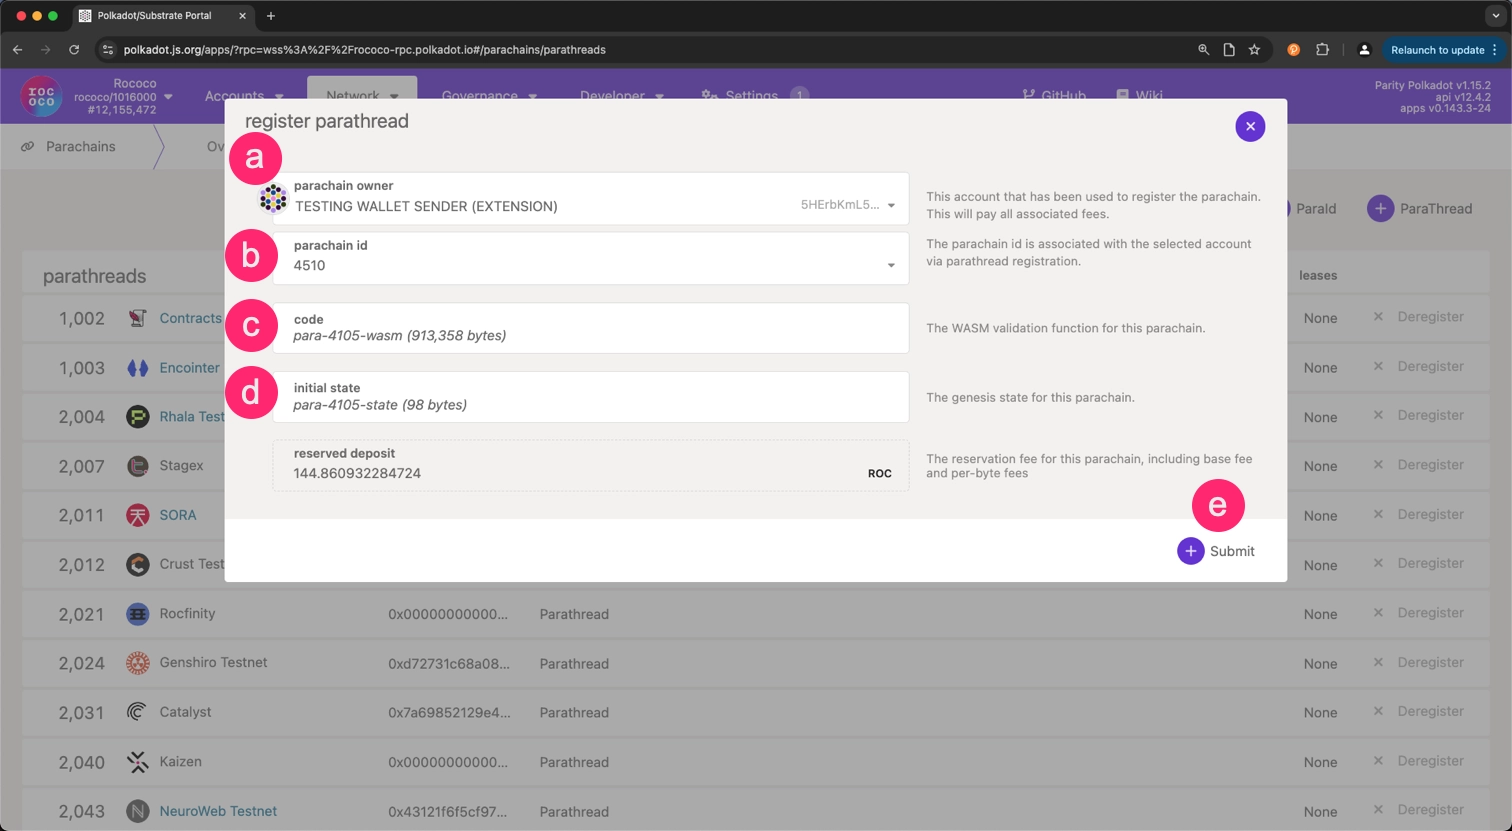 Polkadot/Substrate Portal
polkadot.js.org/apps/?rpc=wss%3A%2F%2Frococo-rpc.polkadot.io#/parachains/parathreads
Relaunch to update
ROC
OCO
Rococo
rococo/1016000
#12,155,472
Accounts
Network
Governance
Developer
Settings
1
GitHub
Wiki
Parity Polkadot v1.15.2
api v12.4.2
apps v0.143.3-24
Parachains
Ov
ParaId
ParaThread
register parathread
a
parachain owner
TESTING WALLET SENDER (EXTENSION)
5HErbKmL5...
This account that has been used to register the parachain.
This will pay all associated fees.
b
parachain id
4510
The parachain id is associated with the selected account
via parathread registration.
c
code
para-4105-wasm (913,358 bytes)
The WASM validation function for this parachain.
d
initial state
para-4105-state (98 bytes)
The genesis state for this parachain.
reserved deposit
144.860932284724
ROC
The reservation fee for this parachain, including base fee
and per-byte fees
e
Submit
parathreads
leases
1,002 Contracts None Deregister
1,003 Encointer None Deregister
2,004 Rhala Test None Deregister
2,007 Stagex None Deregister
2,011 SORA None Deregister
2,012 Crust Test None Deregister
2,021 Rocfinity 0x00000000000... Parathread None Deregister
2,024 Genshiro Testnet 0xd72731c68a08... Parathread None Deregister
2,031 Catalyst 0x7a69852129e4... Parathread None Deregister
2,040 Kaizen 0x00000000000... Parathread None Deregister
2,043 NeuroWeb Testnet 0x43121f6f5cf97... Parathread None Deregister